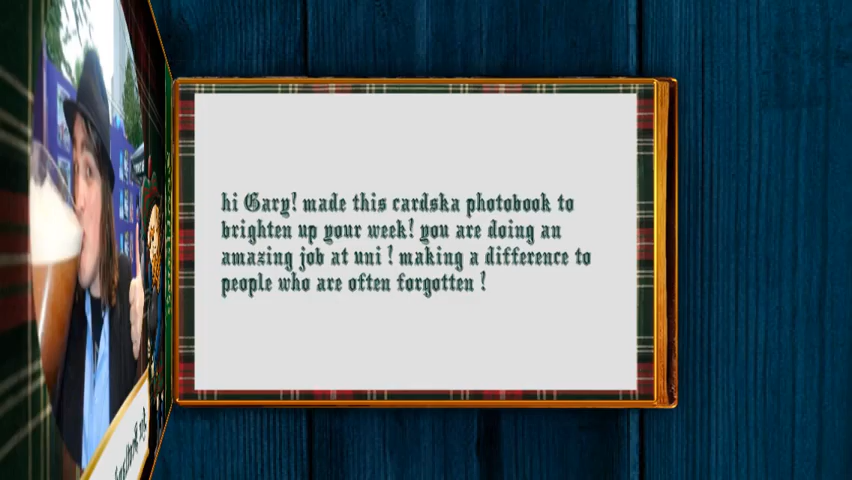 hi Gary! made this cardska photobook to
brighten up your week! you are doing an
amazing job at uni ! making a difference to
people who are often forgotten !